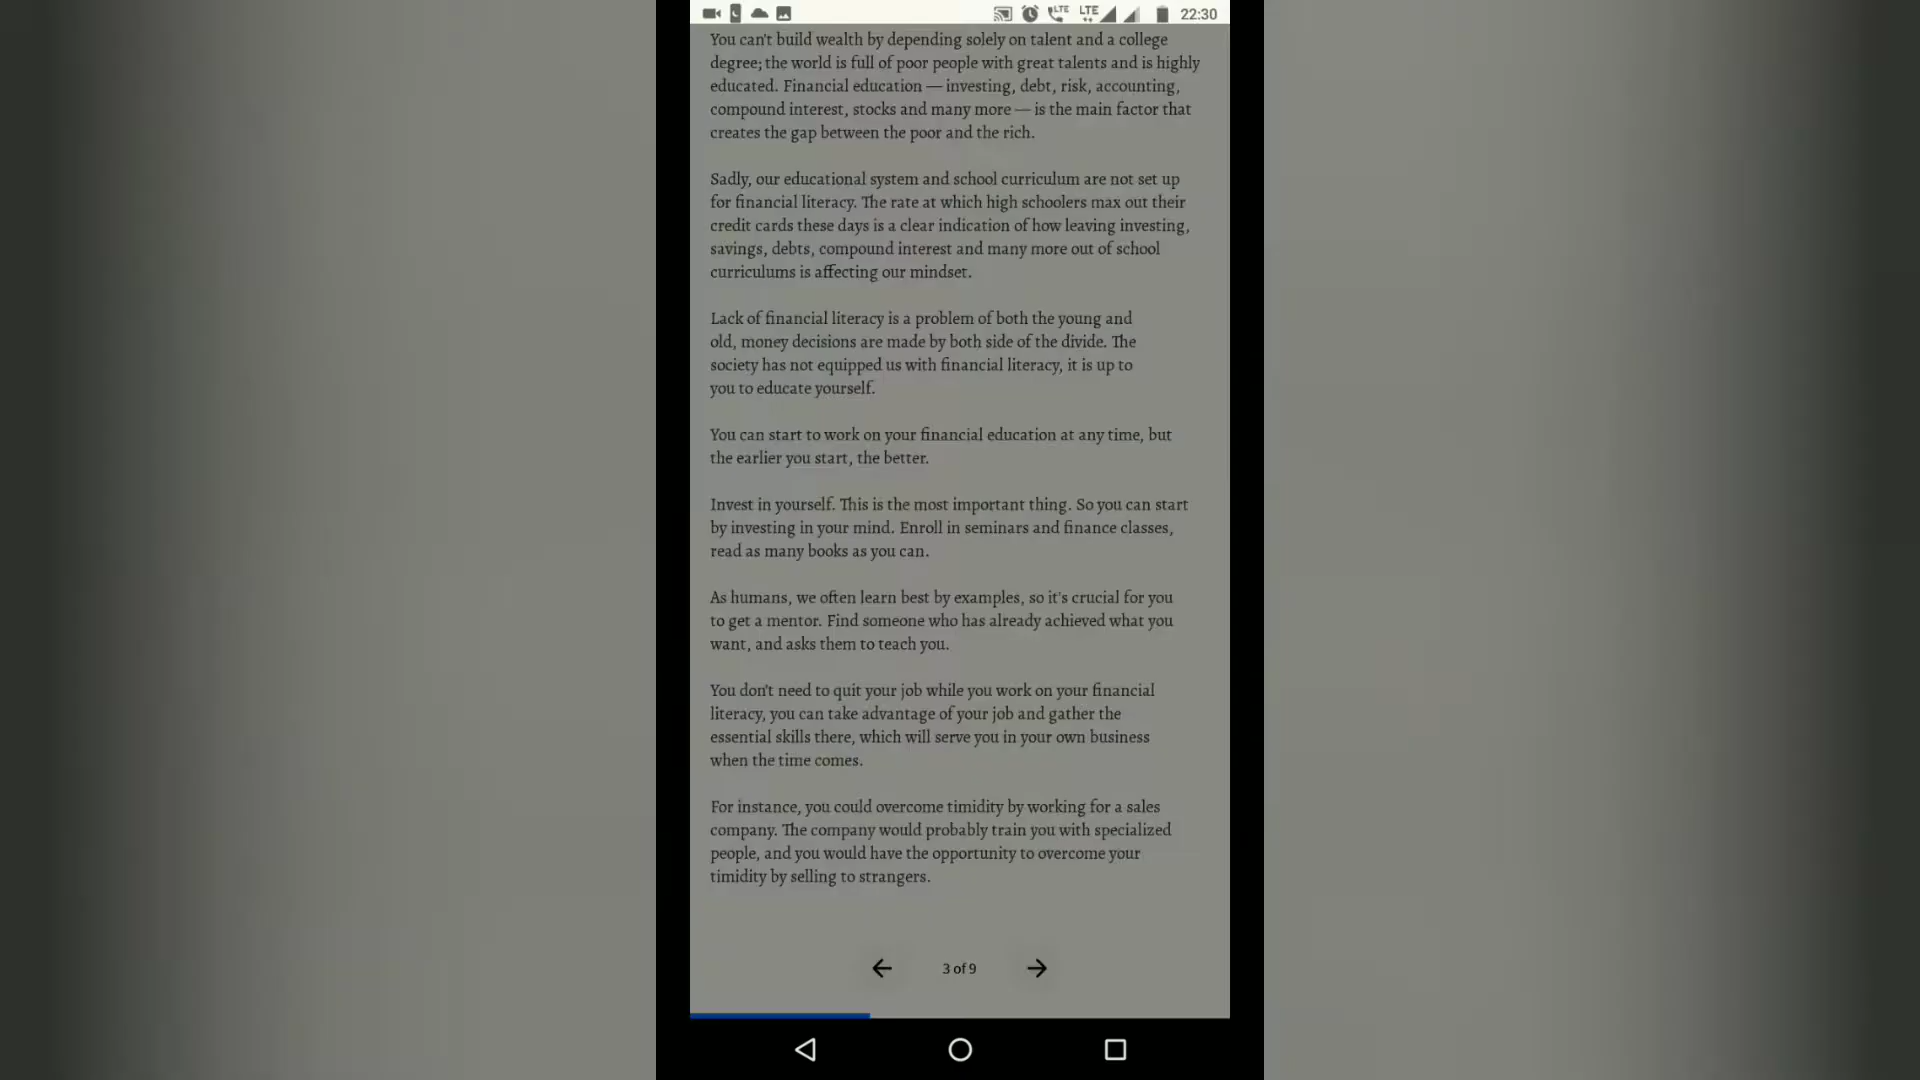 LTE LTE 22:30
You can't build wealth by depending solely on talent and a college
degree; the world is full of poor people with great talents and is highly
educated. Financial education — investing, debt, risk, accounting,
compound interest, stocks and many more — is the main factor that
creates the gap between the poor and the rich.
Sadly, our educational system and school curriculum are not set up
for financial literacy. The rate at which high schoolers max out their
credit cards these days is a clear indication of how leaving investing,
savings, debts, compound interest and many more out of school
curriculums is affecting our mindset.
Lack of financial literacy is a problem of both the young and
old, money decisions are made by both side of the divide. The
society has not equipped us with financial literacy, it is up to
you to educate yourself.
You can start to work on your financial education at any time, but
the earlier you start, the better.
Invest in yourself. This is the most important thing. So you can start
by investing in your mind. Enroll in seminars and finance classes,
read as many books as you can.
As humans, we often learn best by examples, so it's crucial for you
to get a mentor. Find someone who has already achieved what you
want, and asks them to teach you.
You don't need to quit your job while you work on your financial
literacy, you can take advantage of your job and gather the
essential skills there, which will serve you in your own business
when the time comes.
For instance, you could overcome timidity by working for a sales
company. The company would probably train you with specialized
people, and you would have the opportunity to overcome your
timidity by selling to strangers.
3 of 9